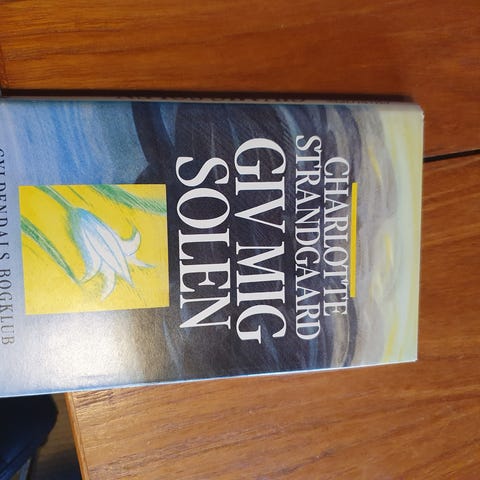 CHARLOTTE
STRANDGAARD
GIV MIG
SOLEN
GYLDENDALS BOGKLUB